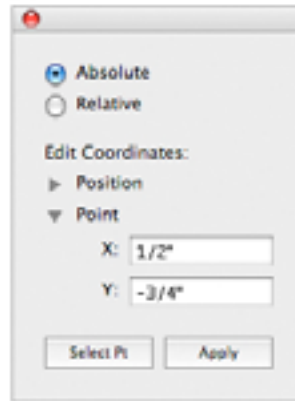 Absolute
Relative
Edit Coordinates:
Position
Point
X: 1/2"
Y: -3/4"
Select Pt Apply